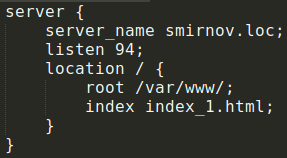 server {
    server_name smirnov.loc;
    listen 94;
    location / {
        root /var/www/;
        index index_1.html;
    }
}